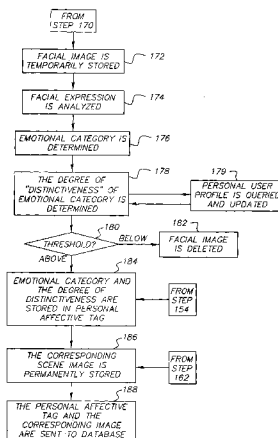 FROM
STEP 170
FACIAL IMAGE IS
TEMPORARILY STORED
172
FACIAL EXPRESSION
IS ANALYZED
174
EMOTIONAL CATEGORY IS
DETERMINED
176
THE DEGREE OF
"DISTINCTIVENESS" OF
EMOTIONAL CATEGORY IS
DETERMINED
178
179
PERSONAL USER
PROFILE IS QUERIED
AND UPDATED
180
THRESHOLD?
BELOW
ABOVE
182
FACIAL IMAGE
IS DELETED
184
EMOTIONAL CATEGORY AND
THE DEGREE OF
DISTINCTIVENESS ARE
STORED IN PERSONAL
AFFECTIVE TAG
FROM
STEP
154
186
THE CORRESPONDING
SCENE IMAGE IS
PERMANENTLY STORED
FROM
STEP
162
188
THE PERSONAL AFFECTIVE
TAG AND THE
CORRESPONDING IMAGE
ARE SENT TO DATABASE